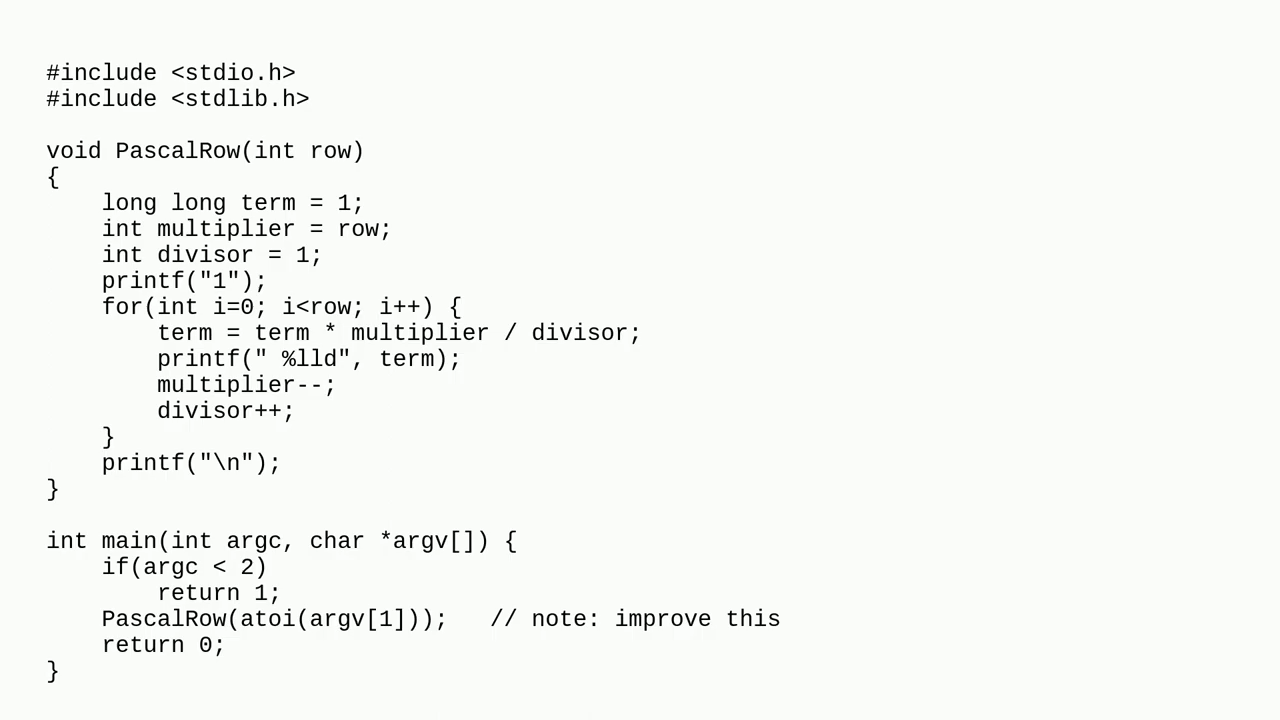 #include <stdio.h>
#include <stdlib.h>

void PascalRow(int row)
{
    long long term = 1;
    int multiplier = row;
    int divisor = 1;
    printf("1");
    for(int i=0; i<row; i++) {
        term = term * multiplier / divisor;
        printf(" %lld", term);
        multiplier--;
        divisor++;
    }
    printf("\n");
}

int main(int argc, char *argv[]) {
    if(argc < 2)
        return 1;
    PascalRow(atoi(argv[1]));   // note: improve this
    return 0;
}